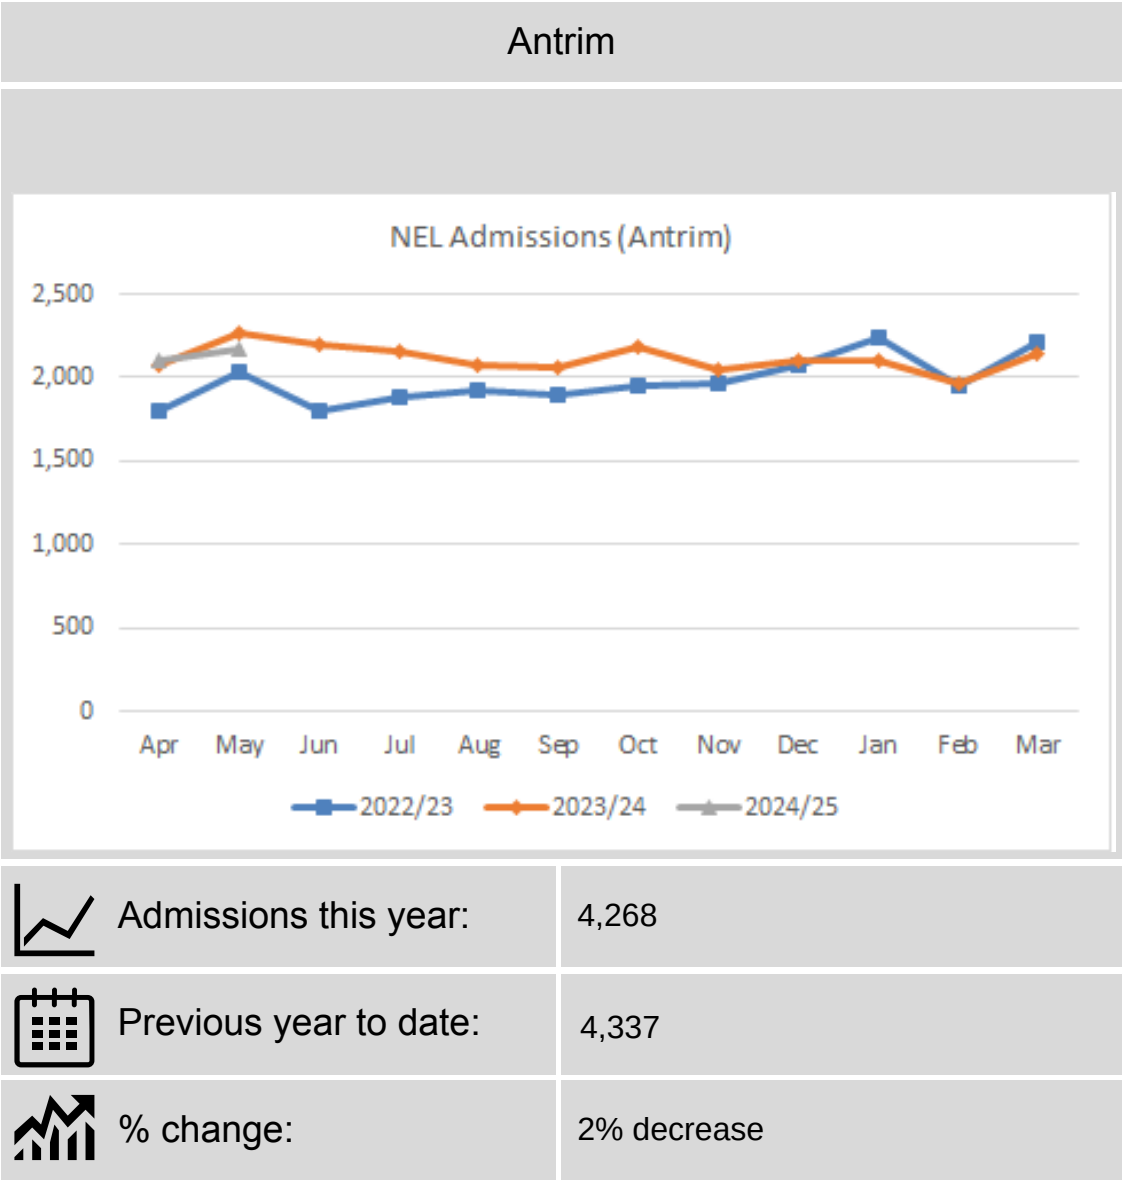 Antrim
NEL Admissions (Antrim)
2,500
2,000
1,500
1,000
500
0
Apr May Jun Jul Aug Sep Oct Nov Dec Jan Feb Mar
2022/23 2023/24 2024/25
Admissions this year: 4,268
Previous year to date: 4,337
% change: 2% decrease